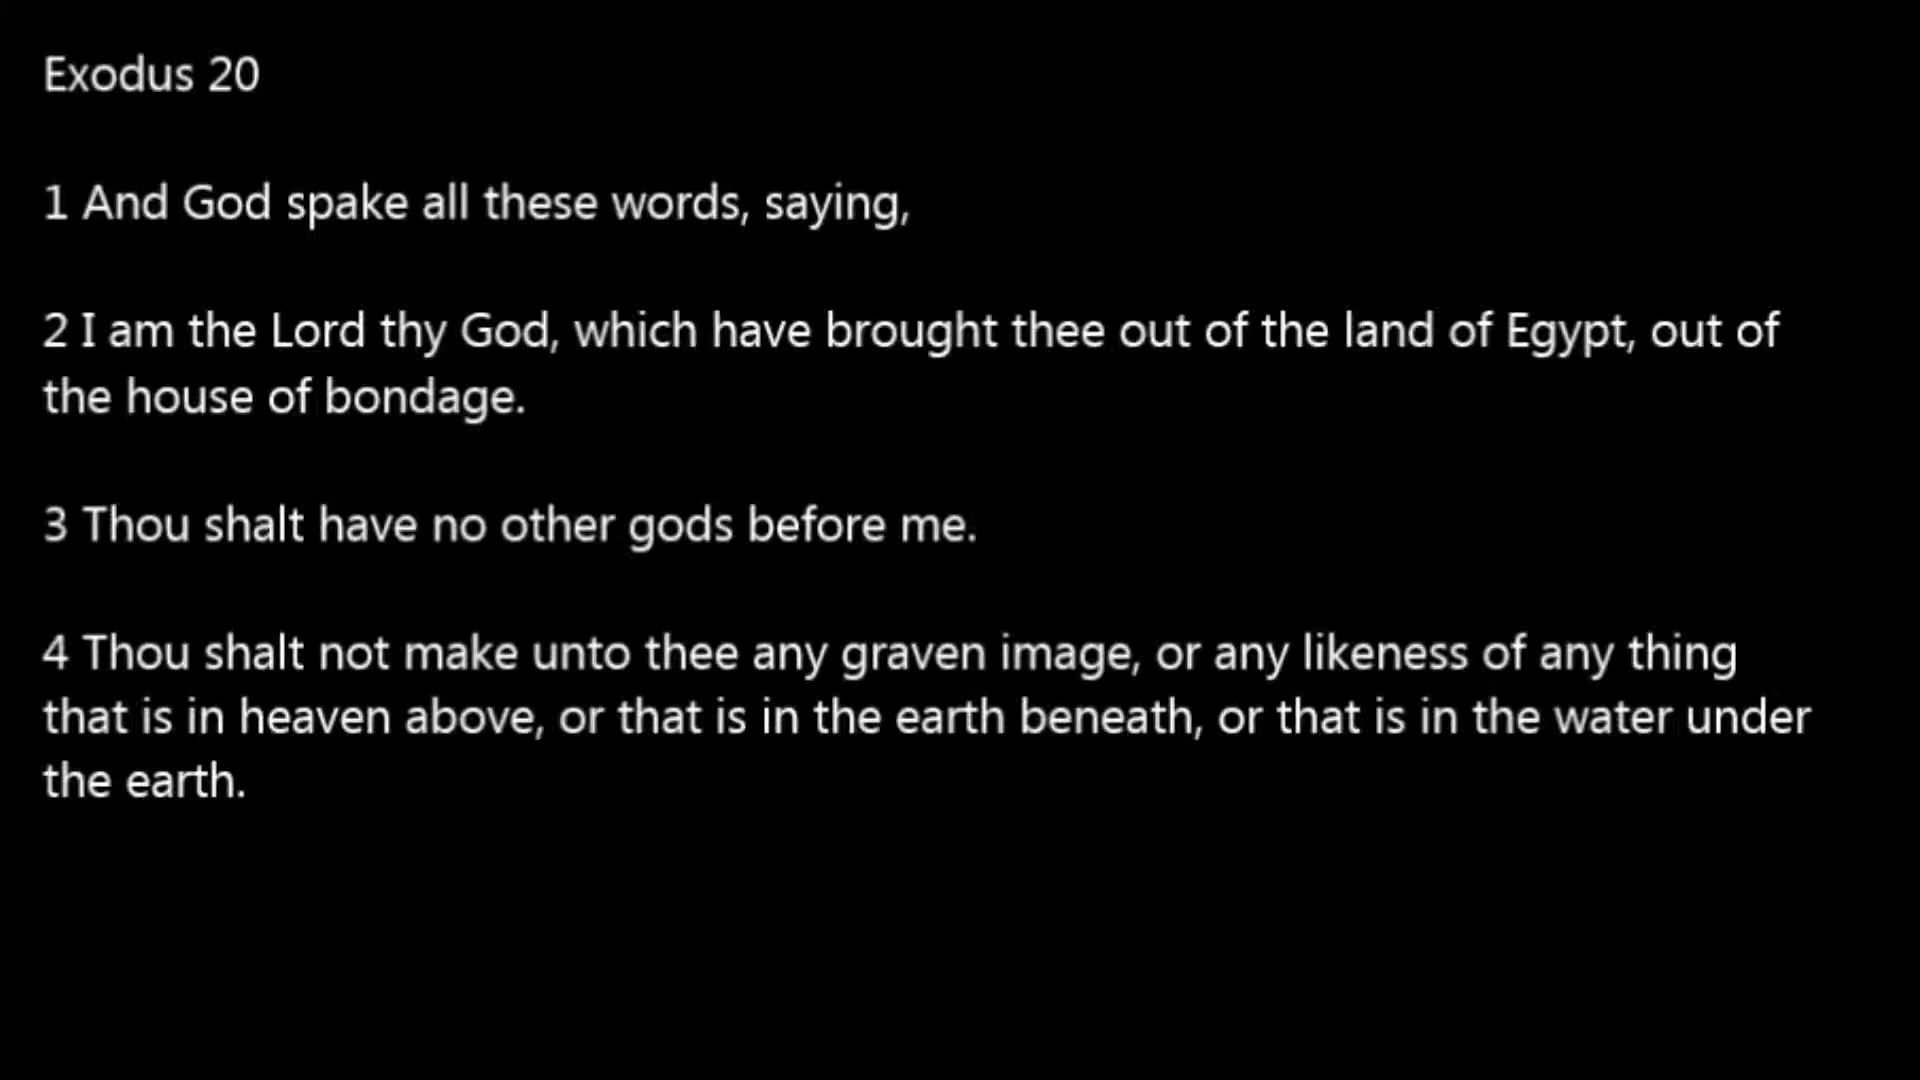 Exodus 20
1 And God spake all these words, saying,
2 I am the Lord thy God, which have brought thee out of the land of Egypt, out of
the house of bondage.
3 Thou shalt have no other gods before me.
4 Thou shalt not make unto thee any graven image, or any likeness of any thing
that is in heaven above, or that is in the earth beneath, or that is in the water under
the earth.